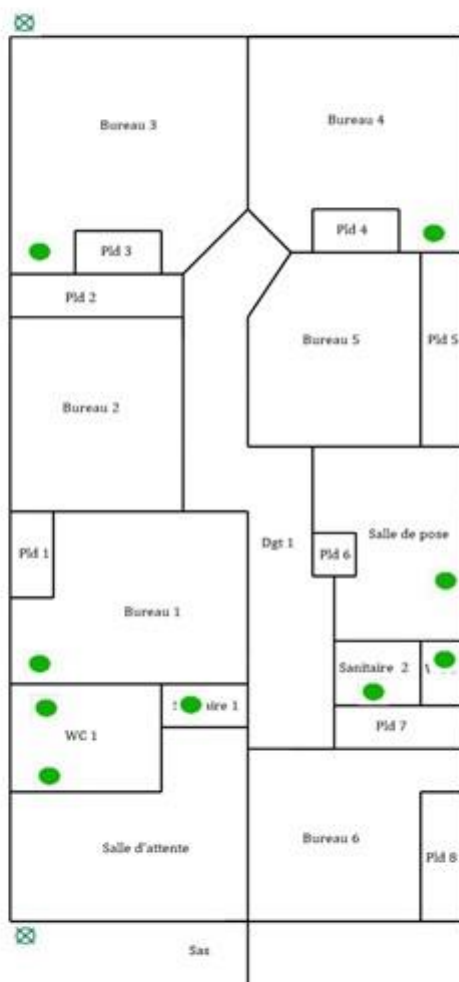 Bureau 3
Bureau 4
Pld 4
Pld 3
Pld 2
Bureau 5
Pld 5
Bureau 2
Pld 1
Dgt 1
Salle de pose
Pld 6
Bureau 1
Sanitaire 2
ire 1
WC 1
Pld 7
Bureau 6
Salle d'attente
Pld 8
Sas